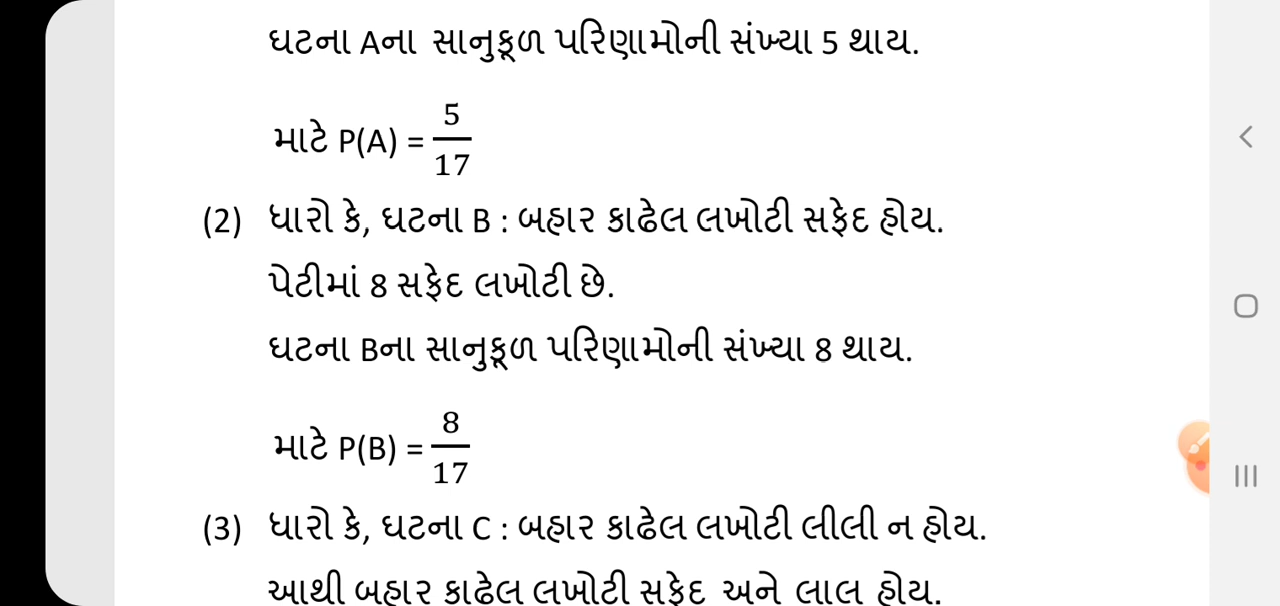 ઘટના Aના સાનુકૂળ પરિણામોની સંખ્યા 5 થાય.
માટે P(A) = 5/17
(2) ધારો કે, ઘટના B : બહાર કાઢેલ લખોટી સફેદ હોય.
પેટીમાં 8 સફેદ લખોટી છે.
ઘટના Bના સાનુકૂળ પરિણામોની સંખ્યા 8 થાય.
માટે P(B) = 8/17
(3) ધારો કે, ઘટના C : બહાર કાઢેલ લખોટી લીલી ન હોય.
આથી બહાર કાઢેલ લખોટી સફેદ અને લાલ હોય.